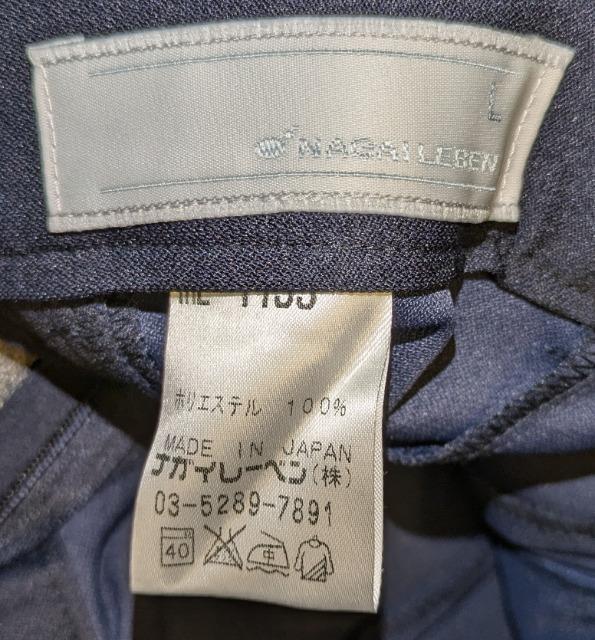 L
NAGAI LEBEN
ポリエステル 100%
MADE IN JAPAN
ナガイレーベン(株)
03-5289-7891
40 中